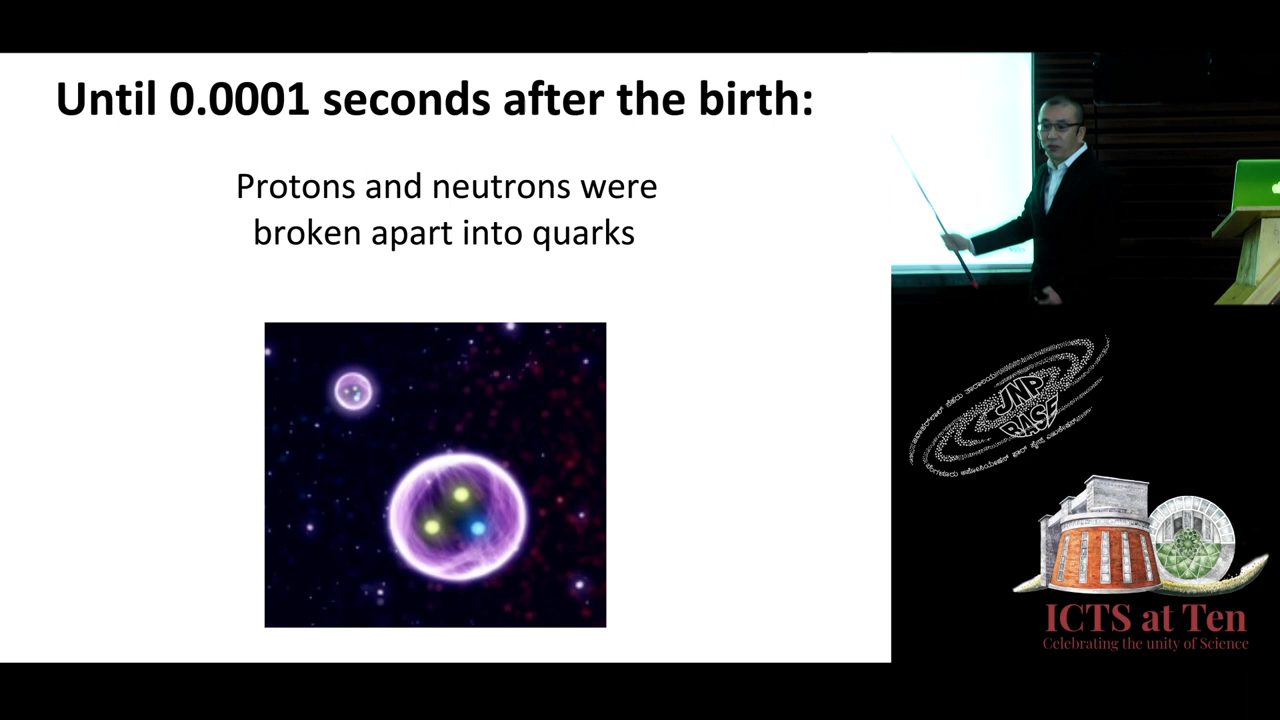 Until 0.0001 seconds after the birth:
Protons and neutrons were
broken apart into quarks
JNP
BASE
ICTS at Ten
Celebrating the unity of Science